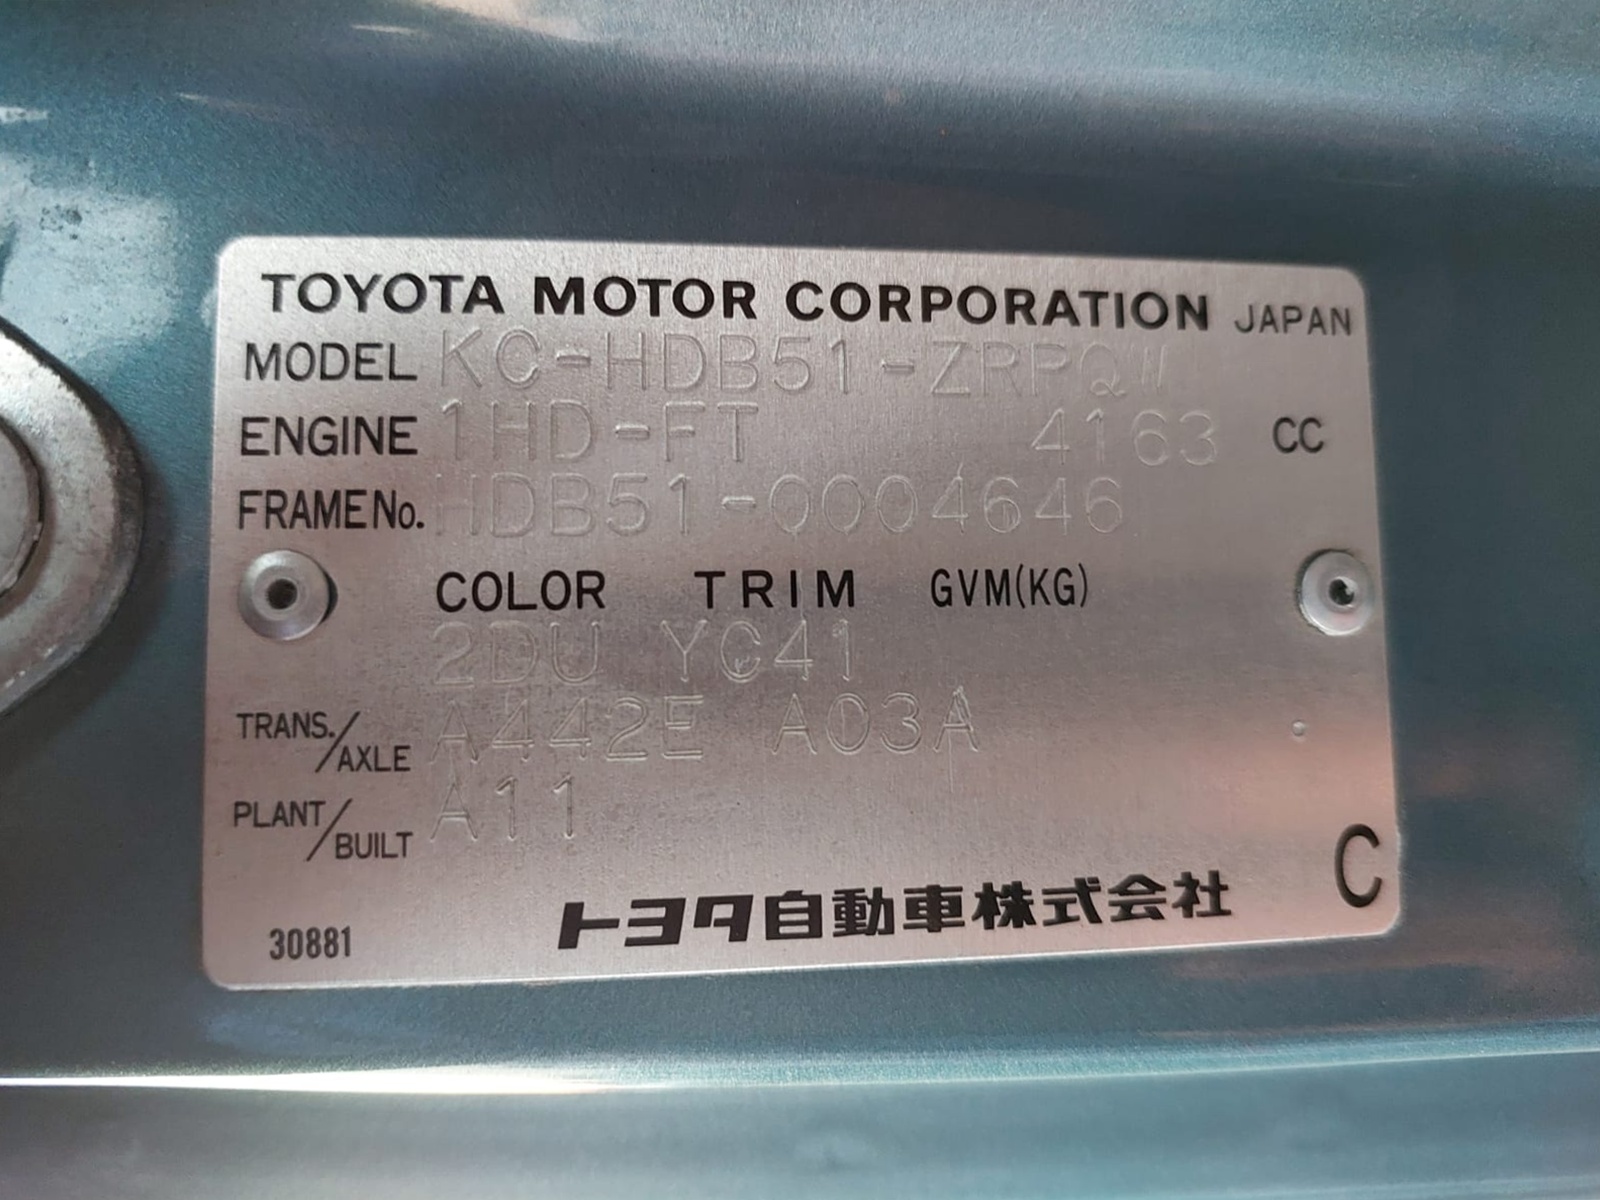 TOYOTA MOTOR CORPORATION JAPAN
MODEL KC-HDB51-ZRPQW
ENGINE 1HD-FT 4163 CC
FRAME No. HDB51-0004646
COLOR TRIM GVM(KG)
2DU YC41
TRANS./AXLE A442E A03A
PLANT/BUILT A11
C
トヨタ自動車株式会社
30881